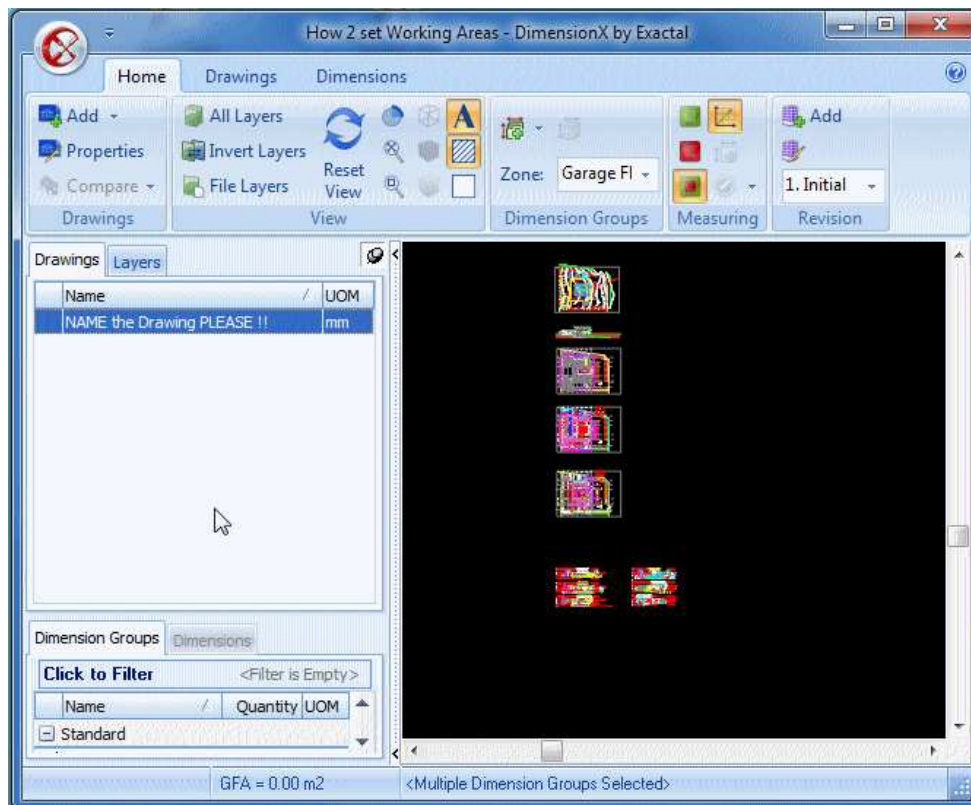 How 2 set Working Areas - DimensionX by Exactal
Home Drawings Dimensions
Add
Properties
Compare
Drawings
All Layers
Invert Layers
File Layers
Reset
View
A
View
Zone: Garage Fl
Dimension Groups
Measuring
Add
1. Initial
Revision
Drawings Layers
Name / UOM
NAME the Drawing PLEASE !! mm
Dimension Groups Dimensions
Click to Filter <Filter is Empty>
Name / Quantity UOM
Standard
GFA = 0.00 m2 <Multiple Dimension Groups Selected>